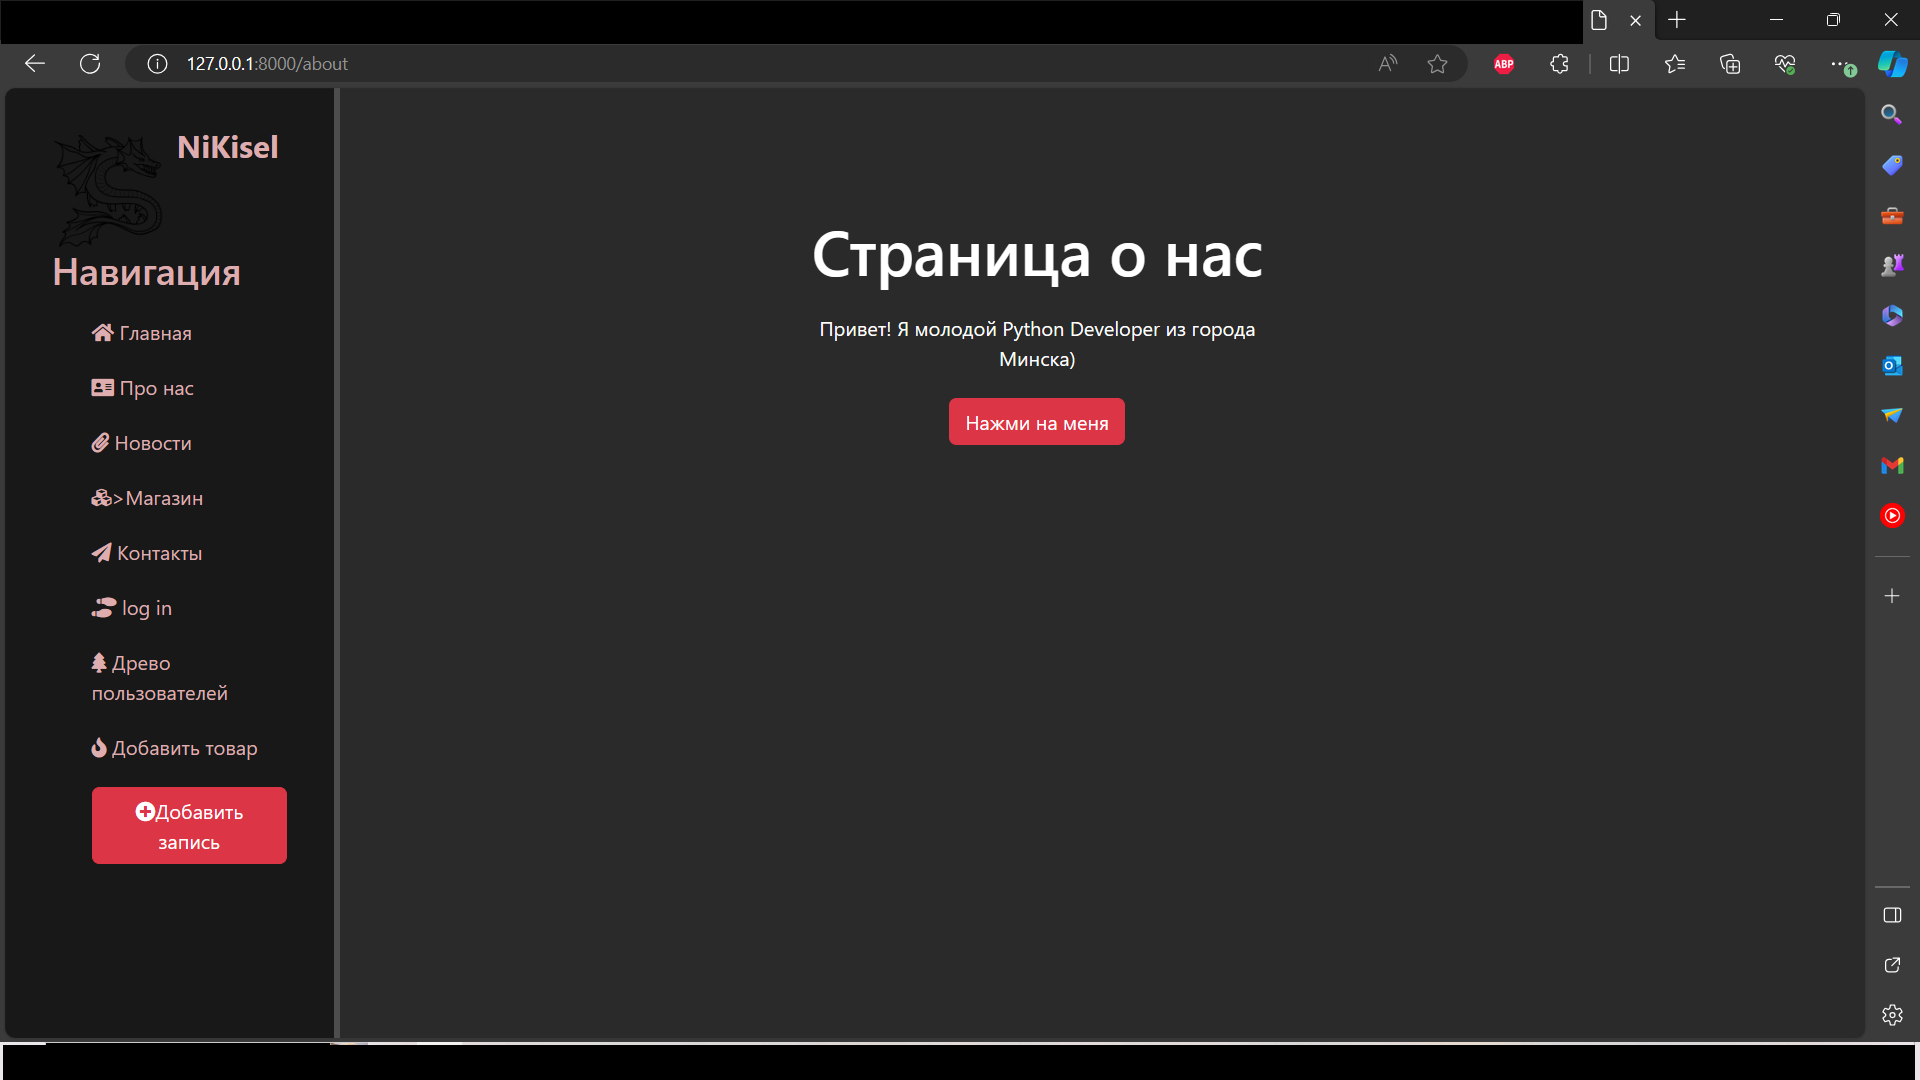 127.0.0.1:8000/about
ABP
NiKisel
Навигация
Главная
Про нас
Новости
>Магазин
Контакты
log in
Древо
пользователей
Добавить товар
Добавить
запись
Страница о нас
Привет! Я молодой Python Developer из города
Минска)
Нажми на меня